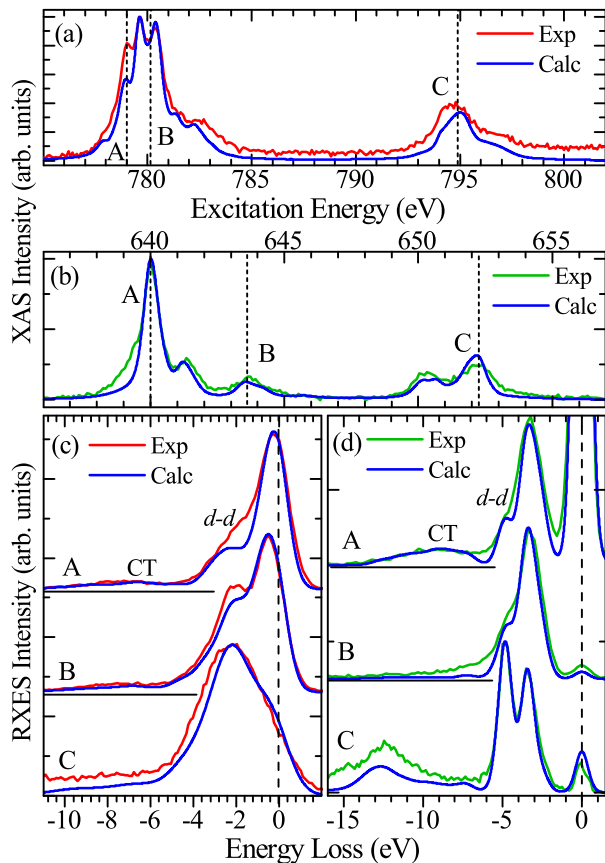 (a)
Exp
Calc
A
B
C
780
785
790
795
800
Excitation Energy (eV)
XAS Intensity (arb. units)
640
645
650
655
(b)
Exp
Calc
A
B
C
(c)
Exp
Calc
d-d
A
CT
B
C
-10
-8
-6
-4
-2
0
(d)
Exp
Calc
d-d
A
CT
B
C
-15
-10
-5
0
RXES Intensity (arb. units)
Energy Loss (eV)